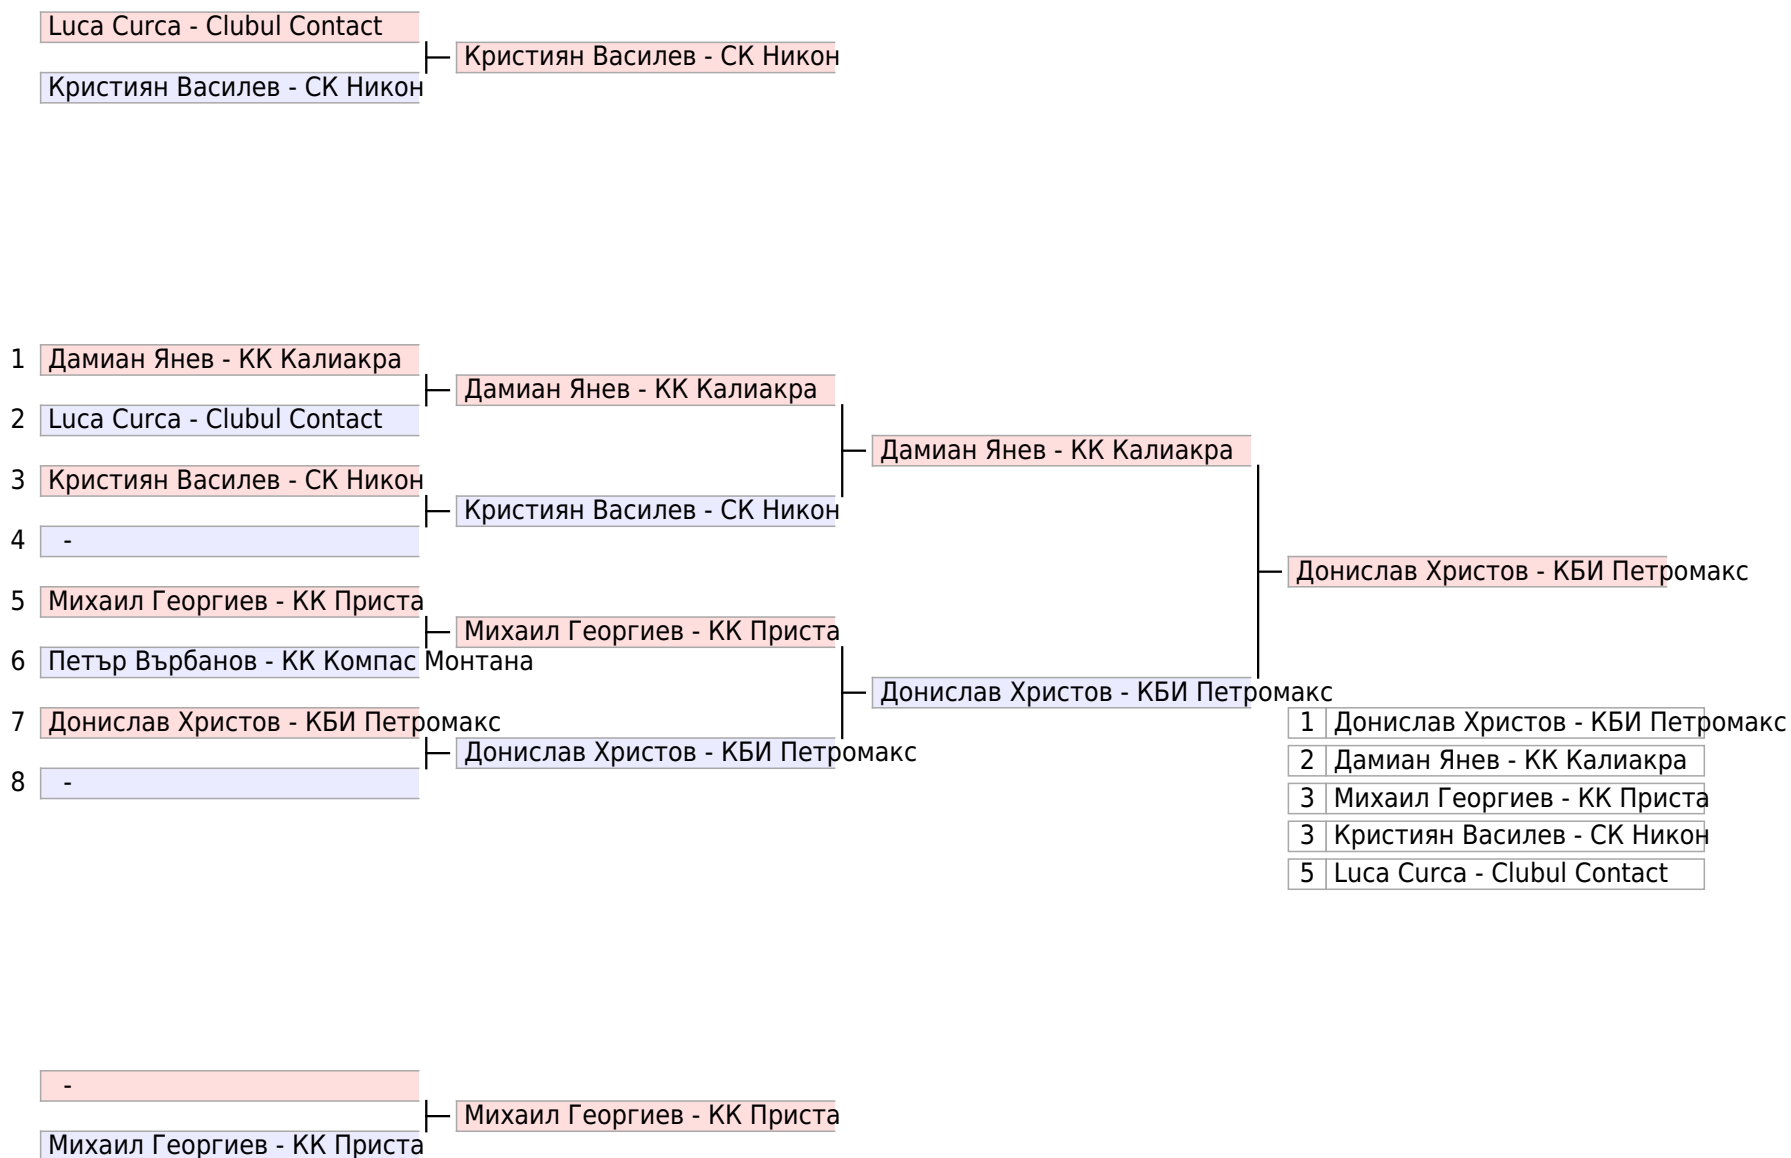 Luca Curca - Clubul Contact
Кристиян Василев - СК Никон
Кристиян Василев - СК Никон
1 Дамиан Янев - КК Калиакра
Дамиан Янев - КК Калиакра
2 Luca Curca - Clubul Contact
Дамиан Янев - КК Калиакра
3 Кристиян Василев - СК Никон
Кристиян Василев - СК Никон
4 -
Донислав Христов - КБИ Петромакс
5 Михаил Георгиев - КК Приста
Михаил Георгиев - КК Приста
6 Петър Върбанов - КК Компас Монтана
Донислав Христов - КБИ Петромакс
7 Донислав Христов - КБИ Петромакс
Донислав Христов - КБИ Петромакс
8 -
1 Донислав Христов - КБИ Петромакс
2 Дамиан Янев - КК Калиакра
3 Михаил Георгиев - КК Приста
3 Кристиян Василев - СК Никон
5 Luca Curca - Clubul Contact
-
Михаил Георгиев - КК Приста
Михаил Георгиев - КК Приста